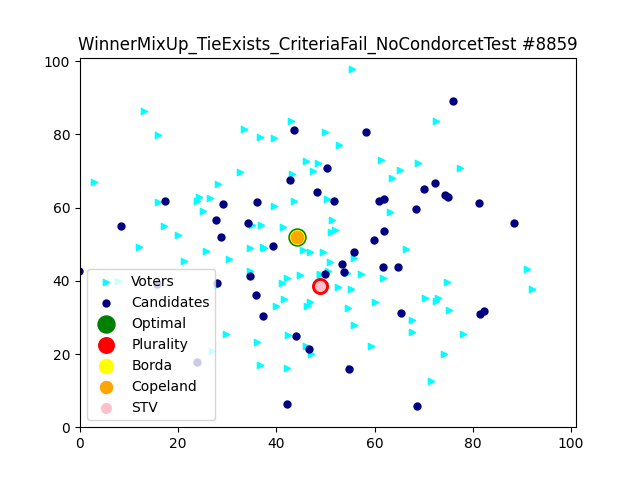 WinnerMixUp_TieExists_CriteriaFail_NoCondorcetTest #8859
100
80
60
40
20
0
Voters
Candidates
Optimal
Plurality
Borda
Copeland
STV
0 20 40 60 80 100